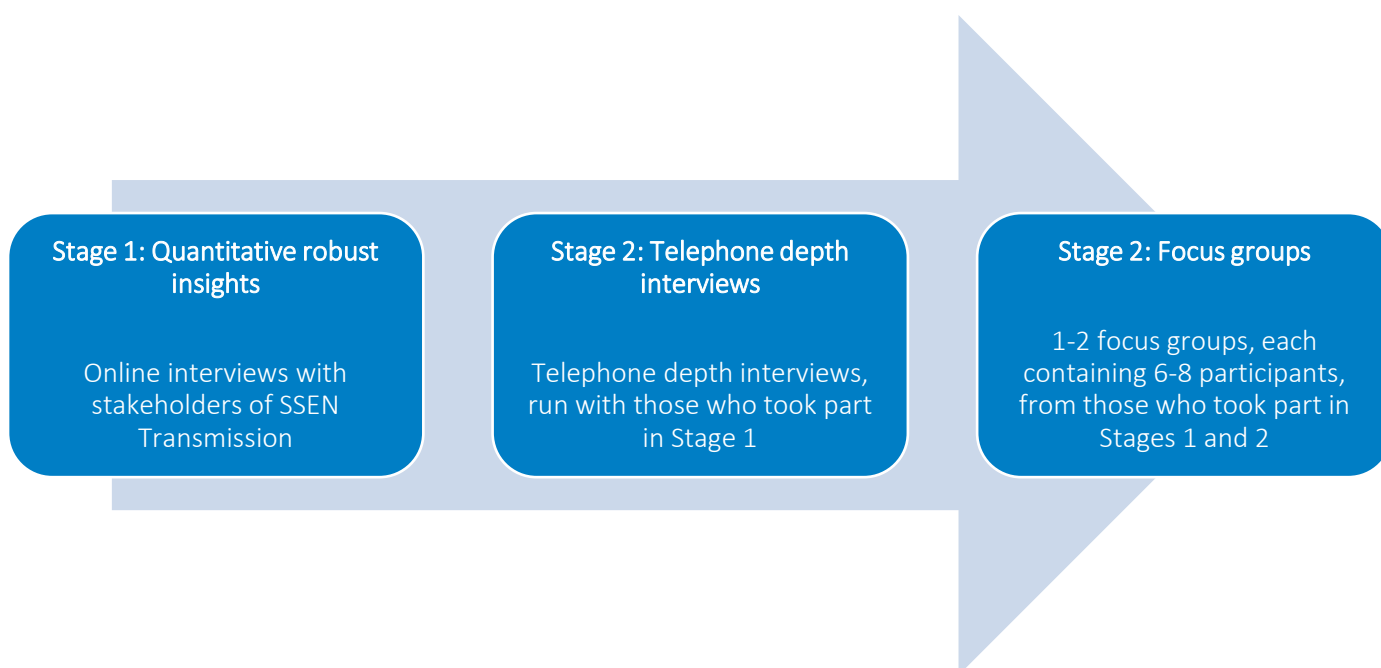 Stage 1: Quantitative robust
insights
Online interviews with
stakeholders of SSEN
Transmission
Stage 2: Telephone depth
interviews
Telephone depth interviews,
run with those who took part
in Stage 1
Stage 2: Focus groups
1-2 focus groups, each
containing 6-8 participants,
from those who took part in
Stages 1 and 2